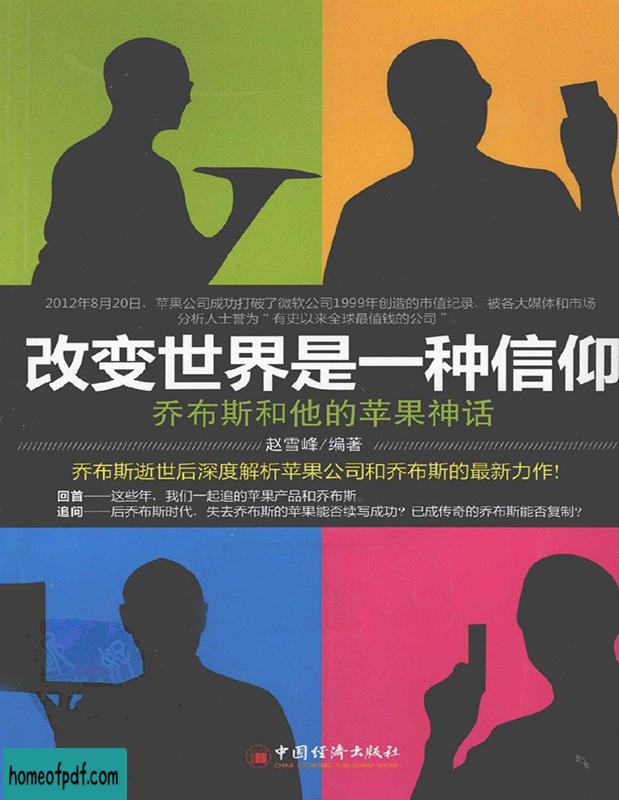 2012年8月20日，苹果公司成功打破了微软公司1999年创造的市值纪录，被各大媒体和市场
分析人士誉为“有史以来全球最值钱的公司”。
改变世界是一种信仰
乔布斯和他的苹果神话
赵雪峰/编著
乔布斯逝世后深度解析苹果公司和乔布斯的最新力作!
回首——这些年，我们一起追的苹果产品和乔布斯。
追问——后乔布斯时代，失去乔布斯的苹果能否续写成功？已成传奇的乔布斯能否复制？
中国经济出版社
CHINA ECONOMIC PUBLISHING HOUSE
homeofpdf.com